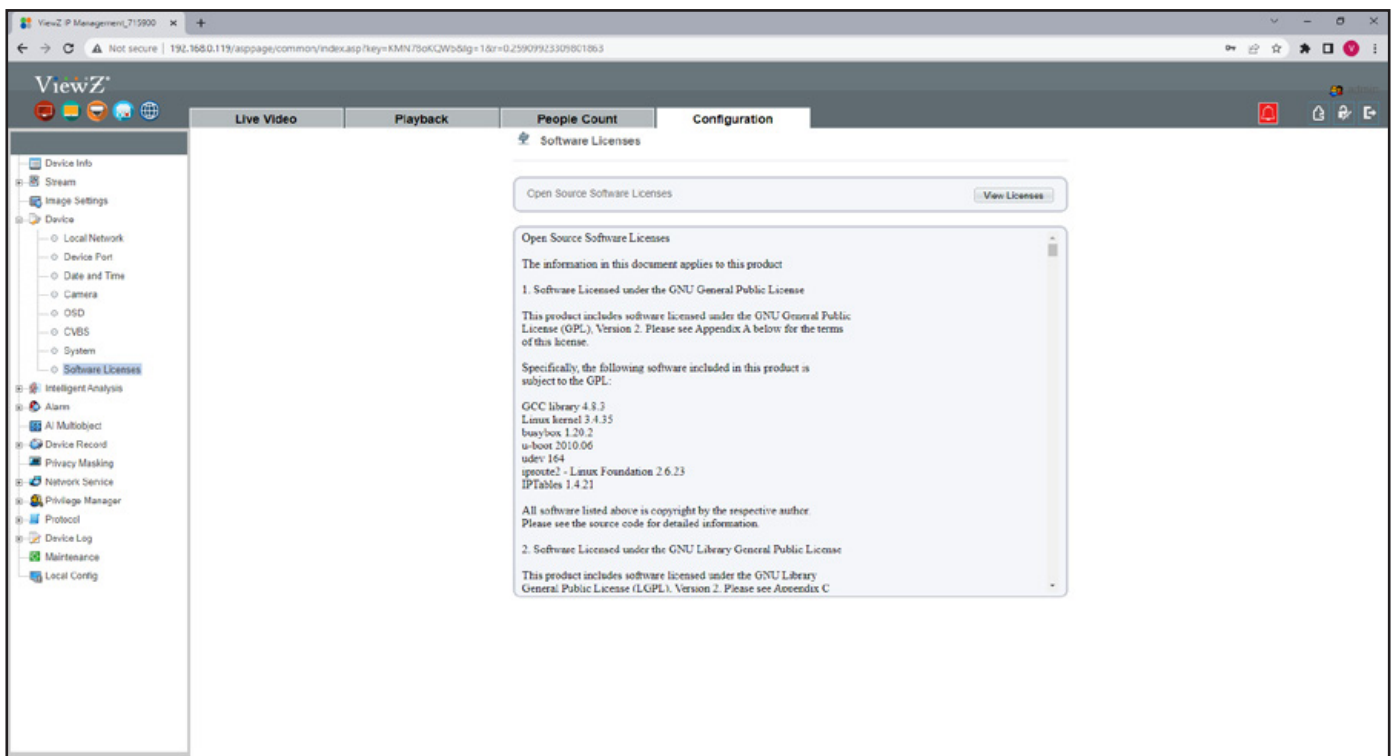 ViewZ IP Management_715900
Not secure | 192.168.0.119/asppage/common/index.asp?key=KMN78oKQWb&lg=1&r=0.25909923309801863
V
ViewZ
Live Video
Playback
People Count
Configuration
Device Info
Stream
Image Settings
Device
Local Network
Device Port
Date and Time
Camera
OSD
CVBS
System
Software Licenses
Intelligent Analysis
Alarm
AI Multiobject
Device Record
Privacy Masking
Network Service
Privilege Manager
Protocol
Device Log
Maintenance
Local Config
Software Licenses
Open Source Software Licenses
View Licenses
Open Source Software Licenses
The information in this document applies to this product
1. Software Licensed under the GNU General Public License
This product includes software licensed under the GNU General Public
License (GPL), Version 2. Please see Appendix A below for the terms
of this license.
Specifically, the following software included in this product is
subject to the GPL:
GCC library 4.8.3
Linux kernel 3.4.35
busybox 1.20.2
u-boot 2010.06
udev 164
iproute2 - Linux Foundation 2.6.23
IPTables 1.4.21
All software listed above is copyright by the respective author.
Please see the source code for detailed information.
2. Software Licensed under the GNU Library General Public License
This product includes software licensed under the GNU Library
General Public License (LGPL), Version 2. Please see Appendix C